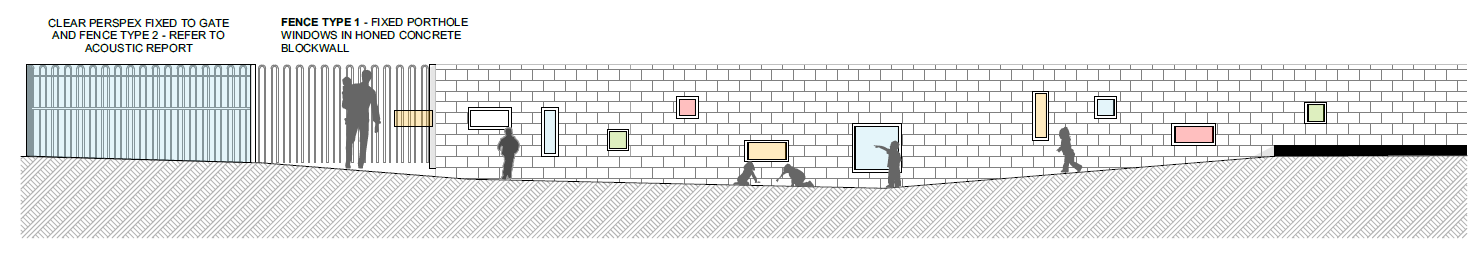 CLEAR PERSPEX FIXED TO GATE
AND FENCE TYPE 2 - REFER TO
ACOUSTIC REPORT
FENCE TYPE 1 - FIXED PORTHOLE
WINDOWS IN HONED CONCRETE
BLOCKWALL